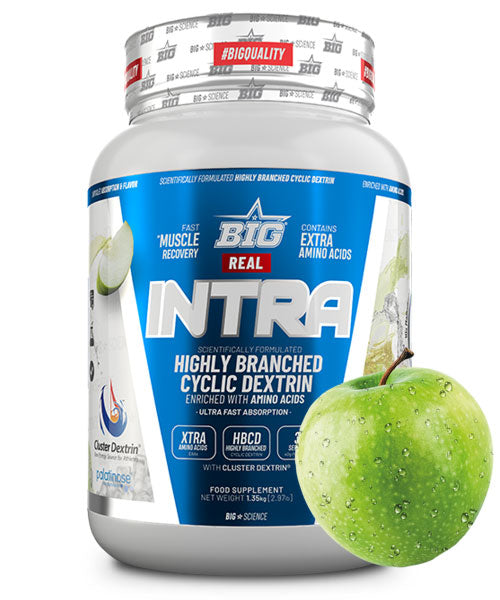 #BIGQUALITY
BIG
BIG SCIENCE
SCIENTIFICALLY FORMULATED HIGHLY BRANCHED CYCLIC DEXTRIN
ENRICHED WITH AMINO ACIDS
FAST
*MUSCLE
RECOVERY
BIG®
CONTAINS
EXTRA
AMINO ACIDS
REAL
INTRA
SCIENTIFICALLY FORMULATED
HIGHLY BRANCHED
CYCLIC DEXTRIN
ENRICHED WITH AMINO ACIDS
- ULTRA FAST ABSORPTION -
XTRA
AMINO ACIDS
HBCD
HIGHLY BRANCHED
CYCLIC DEXTRIN
WITH CLUSTER DEXTRIN®
Cluster Dextrin®
palatinose
FOOD SUPPLEMENT
NET WEIGHT 1.35kg
BIG SCIENCE